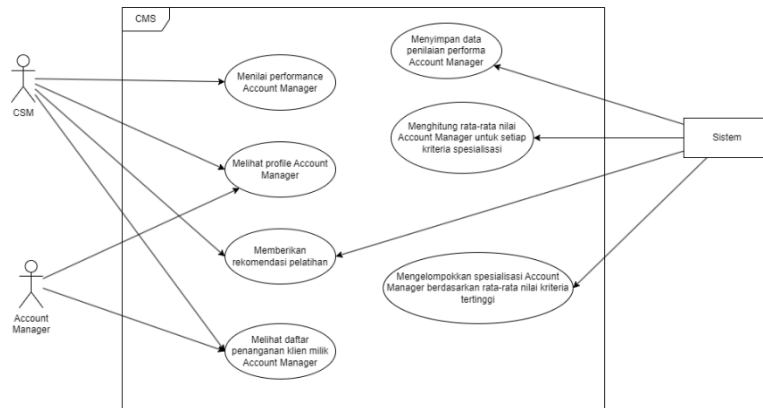 CMS
CSM
Menilai performance
Account Manager
Melihat profile Account
Manager
Memberikan
rekomendasi pelatihan
Melihat daftar
penanganan klien milik
Account Manager
Account
Manager
Menyimpan data
penilaian performa
Account Manager
Menghitung rata-rata nilai
Account Manager untuk setiap
kriteria spesialisasi
Mengelompokkan spesialisasi Account
Manager berdasarkan rata-rata nilai kriteria
tertinggi
Sistem